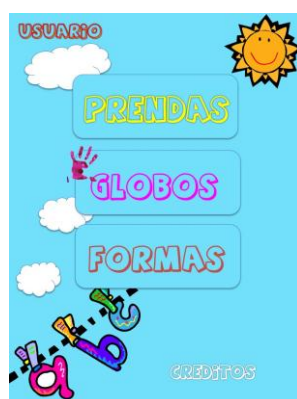 USUARIO
PRENDAS
GLOBOS
FORMAS
a b c
CREDITOS